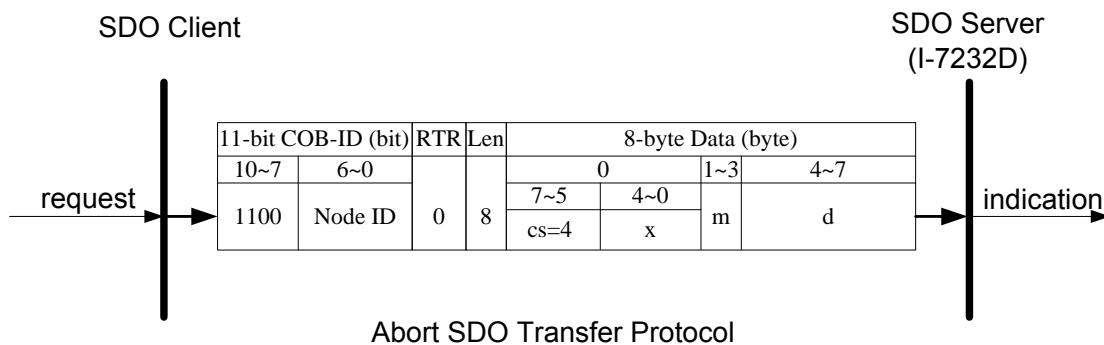 SDO Client
SDO Server
(I-7232D)
11-bit COB-ID (bit) RTR Len 8-byte Data (byte)
10~7 6~0 0 1~3 4~7
request 1100 Node ID 0 8 7~5 4~0 m d indication
cs=4 x
Abort SDO Transfer Protocol